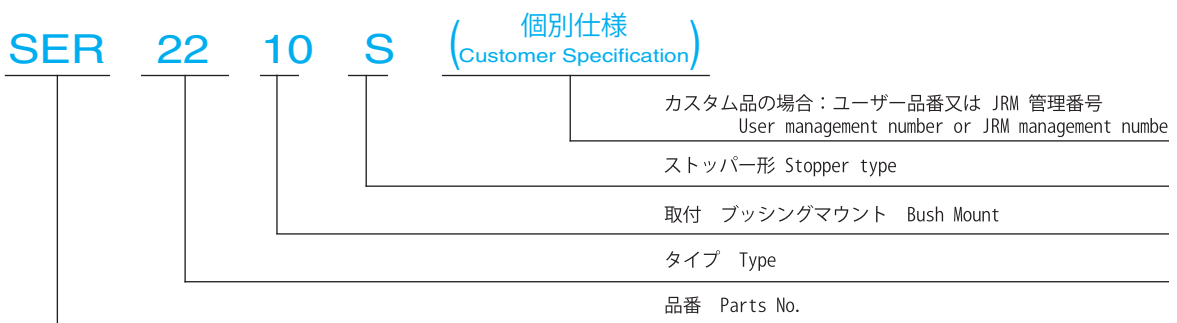 SER 22 10 S (個別仕様
Customer Specification)
カスタム品の場合：ユーザー品番又は JRM 管理番号
User management number or JRM management numbe
ストッパー形 Stopper type
取付　ブッシングマウント　Bush Mount
タイプ　Type
品番　Parts No.